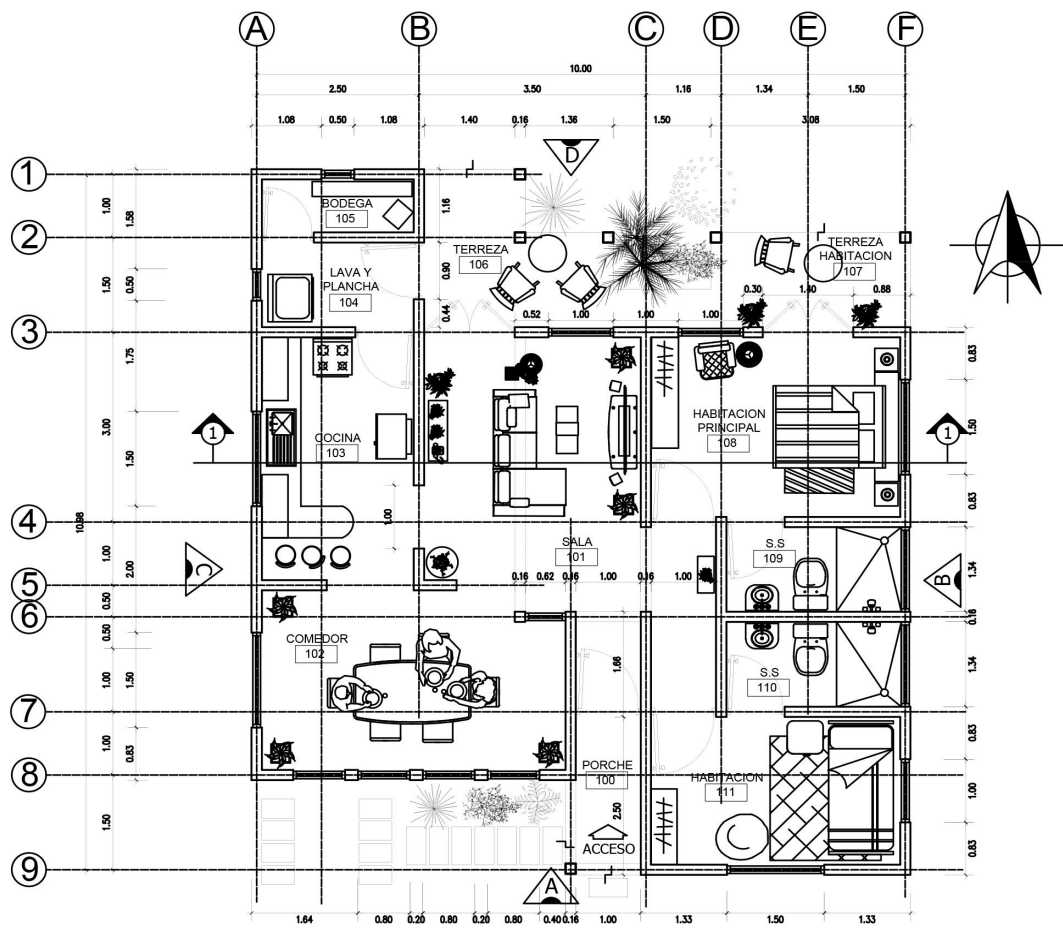 A B C D E F
10.00
2.50 3.50 1.16 1.34 1.50
1.08 0.50 1.08 1.40 0.16 1.36 1.50 3.08
D
1
1.00
1.58
BODEGA
105
1.16
2
TERREZA
106
TERREZA
HABITACION
107
LAVA Y
PLANCHA
104
1.50
0.50
0.90
0.30 1.40 0.88
0.44
0.52 1.00 1.00 1.00
3
1.75
0.83
HABITACION
PRINCIPAL
108
COCINA
103
1 1
3.00
1.50
1.50
1.00
0.83
4
10.98
1.00
2.00
SALA
101
S.S
109
1.34
C
B
5
0.16 0.62 0.16 1.00 0.16 1.00
0.50
6
0.16
0.50
COMEDOR
102
1.66
S.S
110
1.34
1.00
1.50
7
0.83
1.00
0.83
8
PORCHE
100
HABITACION
111
1.00
1.50
2.50
ACCESO
0.83
9
A
1.64 0.80 0.20 0.80 0.20 0.80 0.40 0.16 1.00 1.33 1.50 1.33